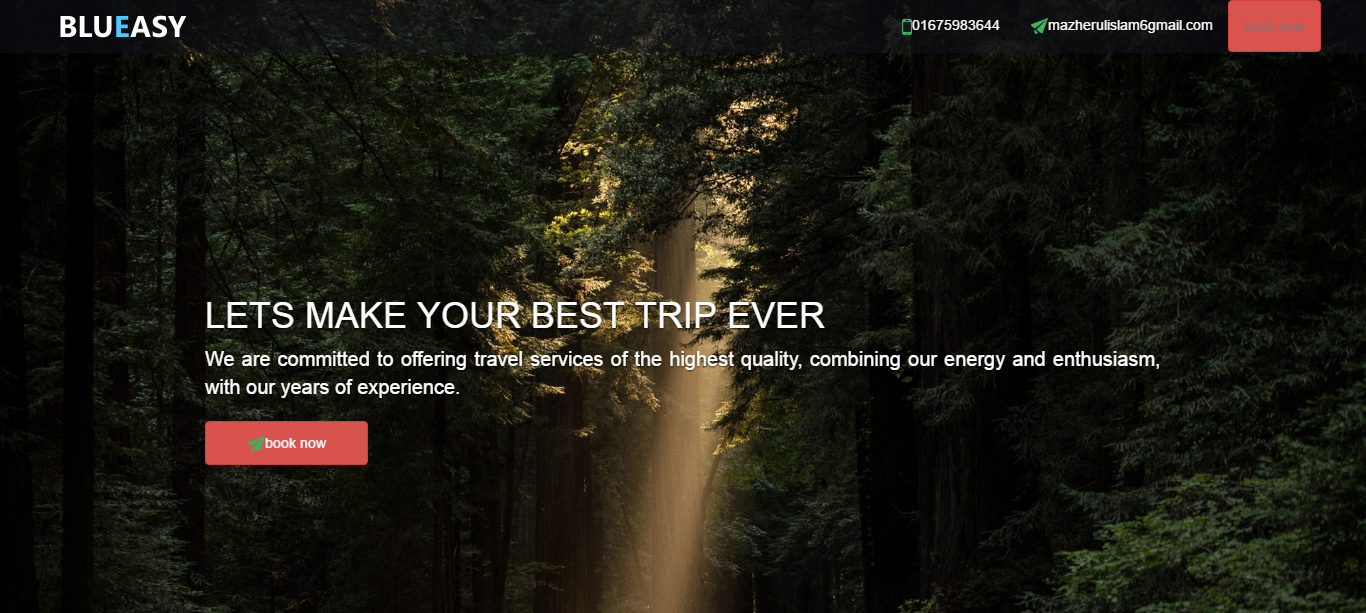 BLUEASY
01675983644
mazherulislam6gmail.com
book now
LETS MAKE YOUR BEST TRIP EVER
We are committed to offering travel services of the highest quality, combining our energy and enthusiasm,
with our years of experience.
book now